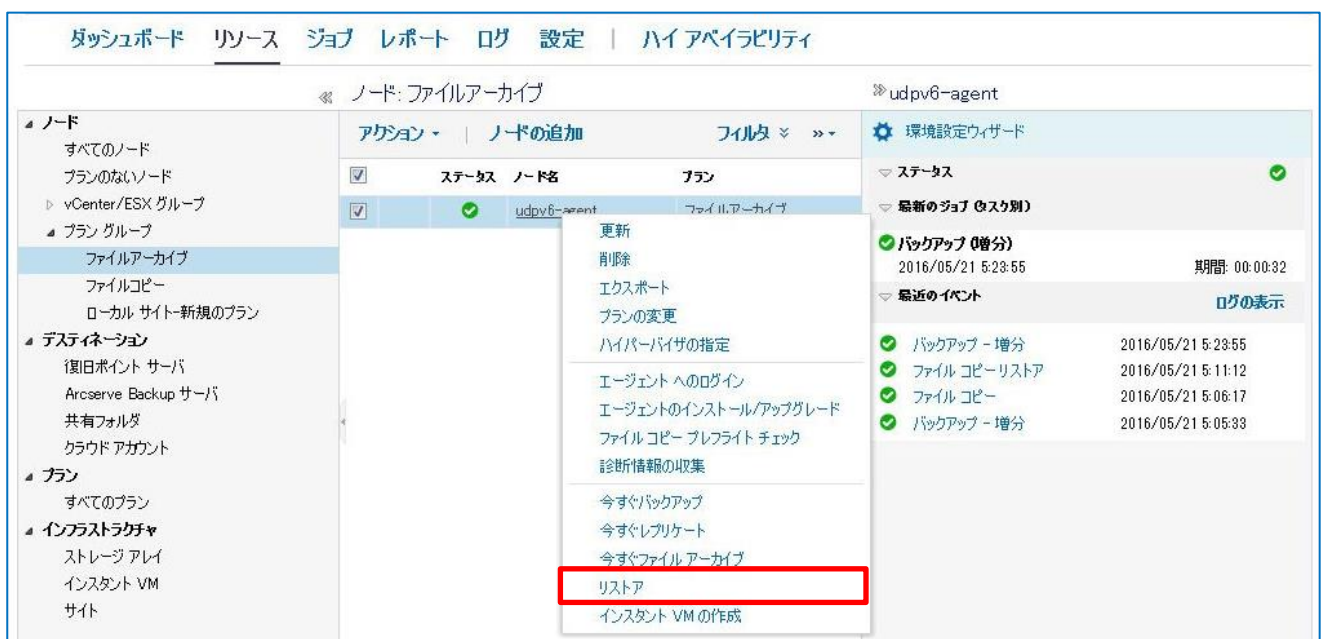 ダッシュボード リソース ジョブ レポート ログ 設定 | ハイ アベイラビリティ
ノード: ファイルアーカイブ
udpv6-agent
ノード
すべてのノード
プランのないノード
vCenter/ESX グループ
プラン グループ
ファイルアーカイブ
ファイルコピー
ローカル サイト-新規のプラン
デスティネーション
復旧ポイント サーバ
Arcserve Backup サーバ
共有フォルダ
クラウド アカウント
プラン
すべてのプラン
インフラストラクチャ
ストレージ アレイ
インスタント VM
サイト
アクション | ノードの追加 フィルタ
ステータス ノード名 プラン
udpv6-agent ファイルアーカイブ
更新
削除
エクスポート
プランの変更
ハイパーバイザの指定
エージェント へのログイン
エージェントのインストール/アップグレード
ファイル コピー プレフライト チェック
診断情報の収集
今すぐバックアップ
今すぐレプリケート
今すぐファイル アーカイブ
リストア
インスタント VM の作成
環境設定ウィザード
ステータス
最新のジョブ (タスク別)
バックアップ (増分)
2016/05/21 5:23:55 期間: 00:00:32
最近のイベント ログの表示
バックアップ - 増分 2016/05/21 5:23:55
ファイル コピーリストア 2016/05/21 5:11:12
ファイル コピー 2016/05/21 5:06:17
バックアップ - 増分 2016/05/21 5:05:33